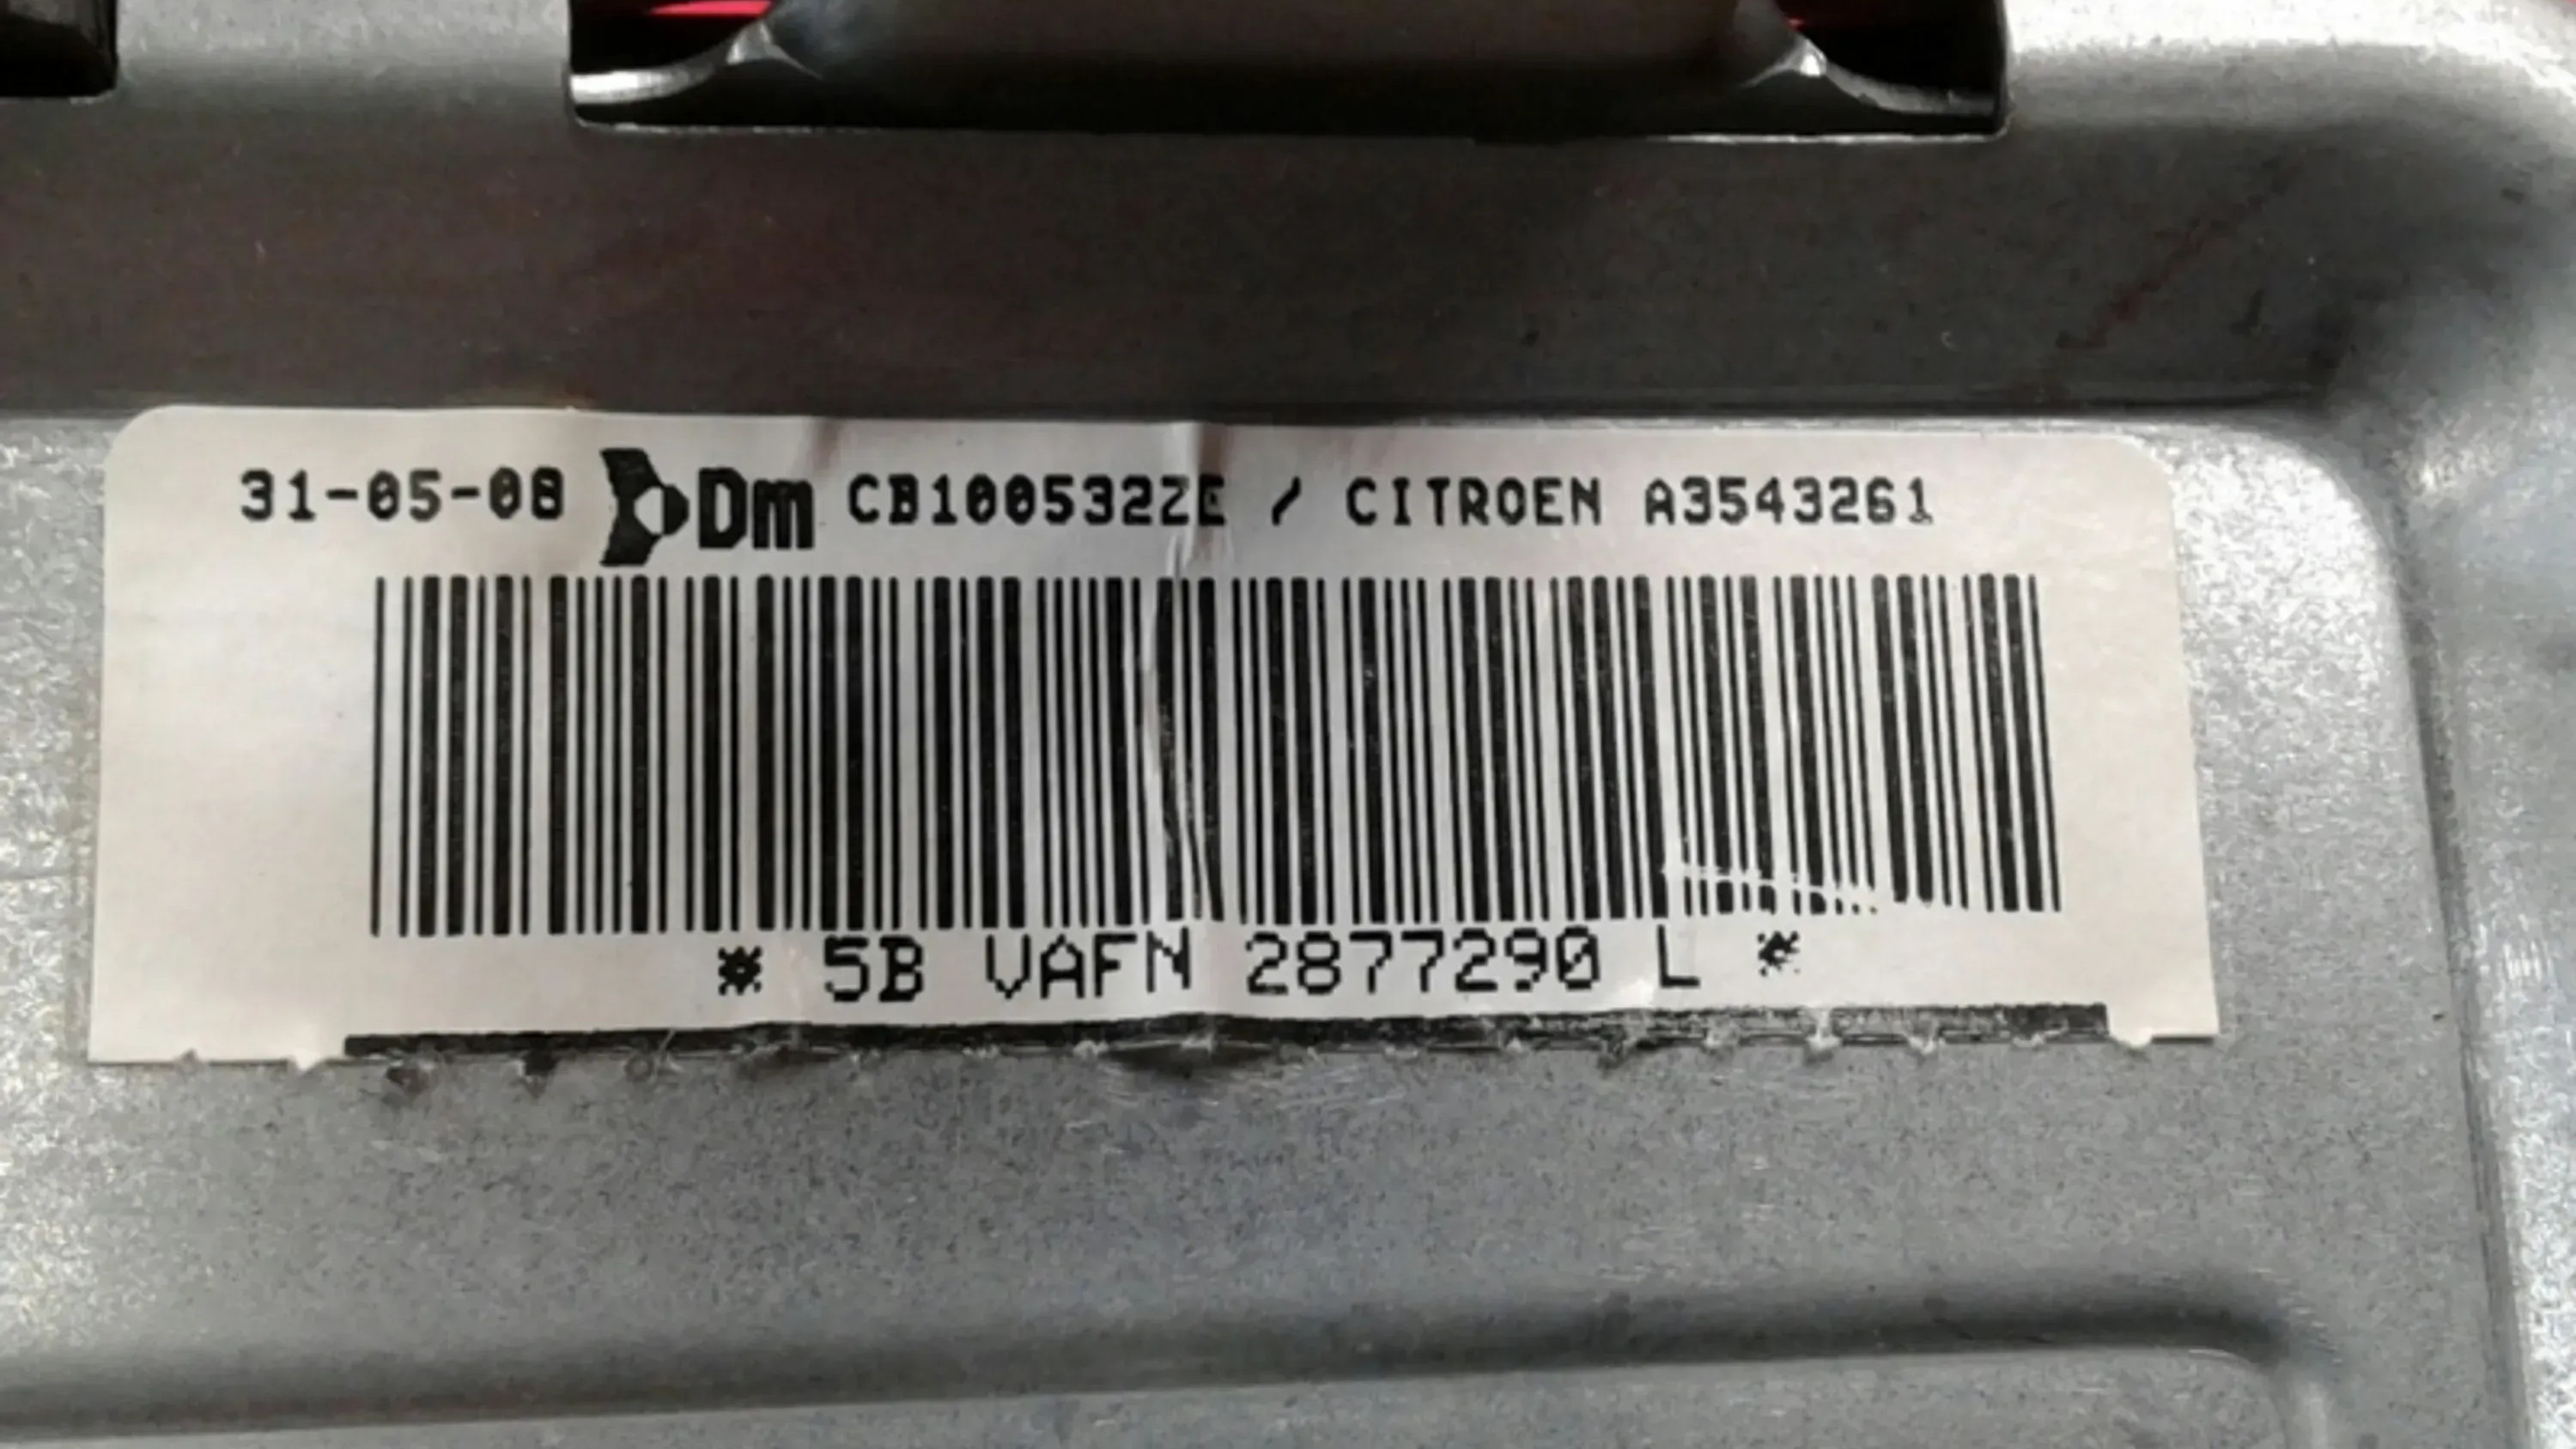 31-05-08 Dm CB100532ZE / CITROEN A3543261
* 5B VAFN 2877290 L *